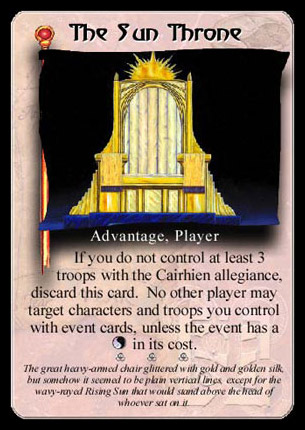 The Sun Throne
Advantage, Player
If you do not control at least 3
troops with the Cairhien allegiance,
discard this card. No other player may
target characters and troops you control
with event cards, unless the event has a
in its cost.
The great heavy-armed chair glittered with gold and golden silk,
but somehow it seemed to be plain vertical lines, except for the
wavy-rayed Rising Sun that would stand above the head of
whoever sat on it.